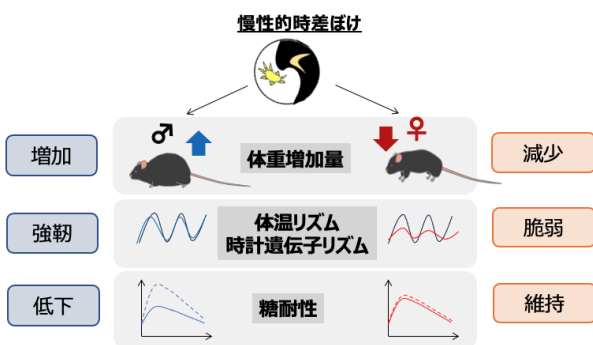 慢性的時差ぼけ
♂
♀
増加
体重増加量
減少
強靭
体温リズム
時計遺伝子リズム
脆弱
低下
糖耐性
維持